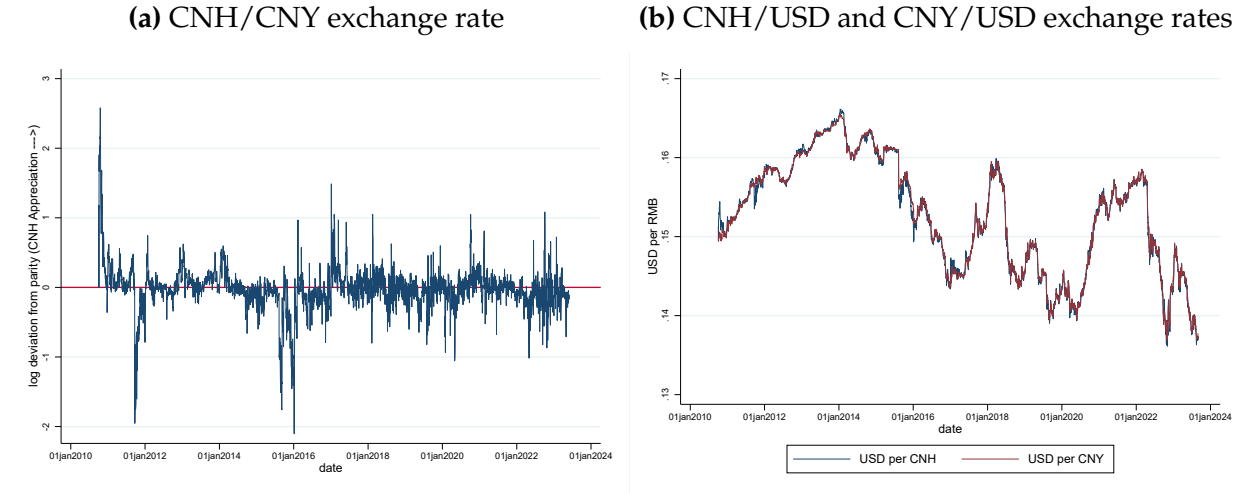 (a) CNH/CNY exchange rate
log deviation from parity (CNH Appreciation --->)
3
2
1
0
-1
-2
01jan2010 01jan2012 01jan2014 01jan2016 01jan2018 01jan2020 01jan2022 01jan2024
date
(b) CNH/USD and CNY/USD exchange rates
USD per RMB
.17
.16
.15
.14
.13
01jan2010 01jan2012 01jan2014 01jan2016 01jan2018 01jan2020 01jan2022 01jan2024
date
USD per CNH USD per CNY